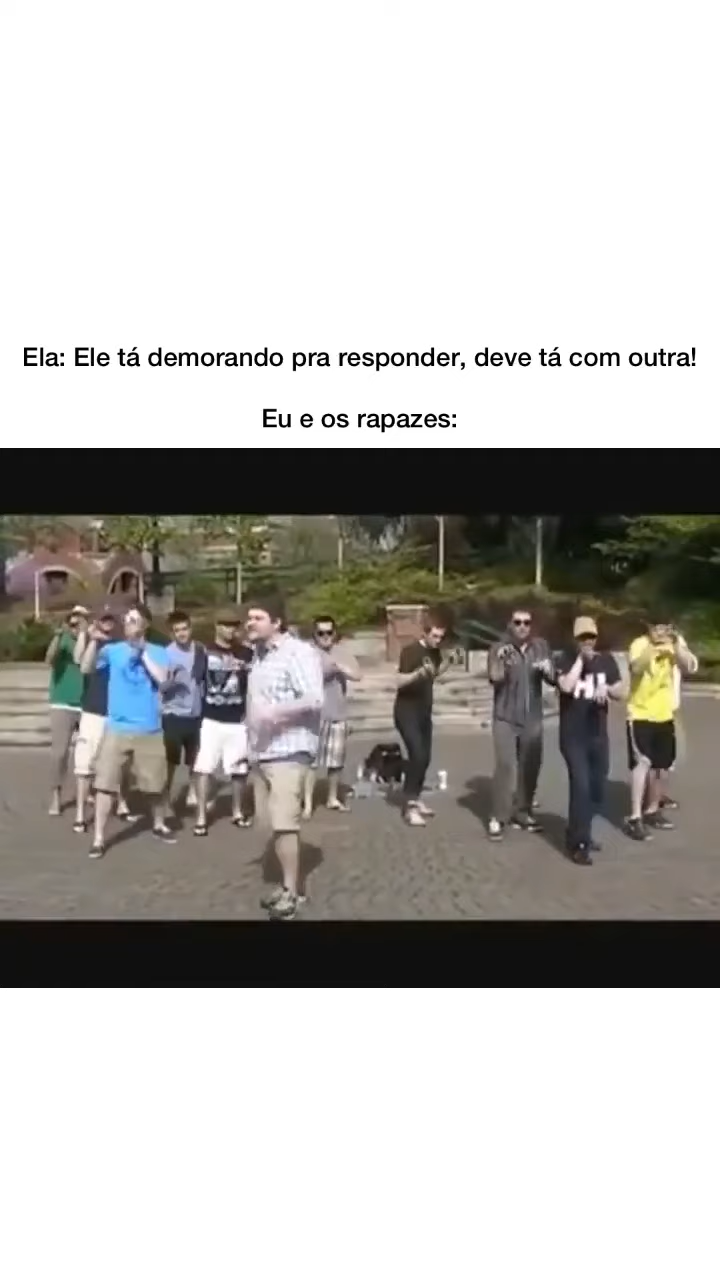 Ela: Ele tá demorando pra responder, deve tá com outra!
Eu e os rapazes: